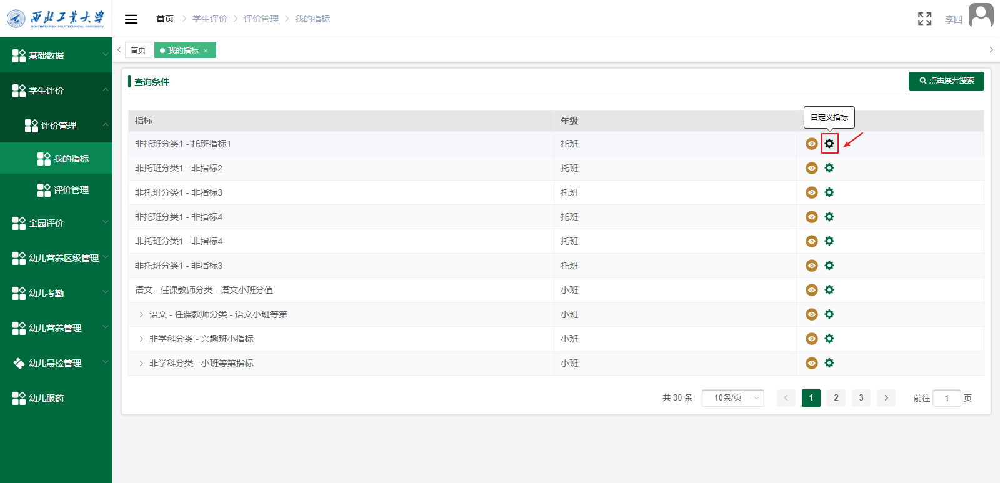 西北工业大学
NORTHWESTERN POLYTECHNICAL UNIVERSITY
首页 学生评价 评价管理 我的指标
李四
基础数据
学生评价
评价管理
我的指标
评价管理
全园评价
幼儿营养区级管理
幼儿考勤
幼儿营养管理
幼儿晨检管理
幼儿服药
首页 我的指标 ×
查询条件
点击展开搜索
自定义指标
指标 年级
非托班分类1 - 托班指标1 托班
非托班分类1 - 非指标2 托班
非托班分类1 - 非指标3 托班
非托班分类1 - 非指标4 托班
非托班分类1 - 非指标4 托班
非托班分类1 - 非指标3 托班
语文 - 任课教师分类 - 语文小班分值 小班
语文 - 任课教师分类 - 语文小班等第 小班
非学科分类 - 兴趣班小指标 小班
非学科分类 - 小班等第指标 小班
共 30 条 10条/页 1 2 3 前往 1 页